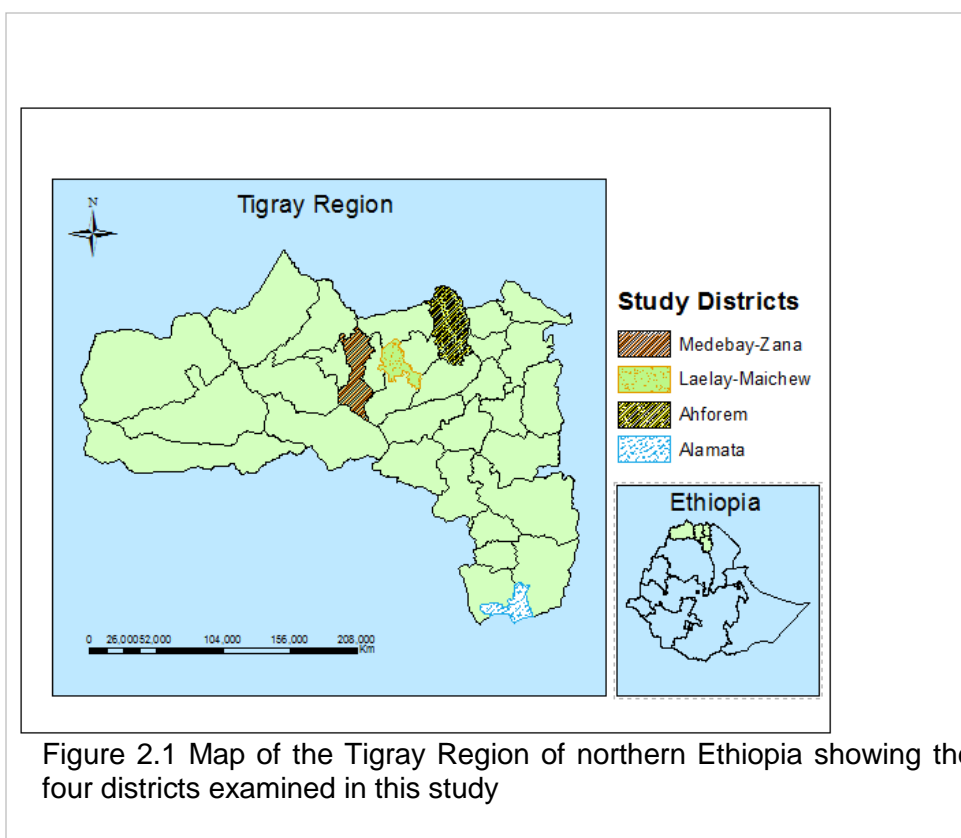 N
Tigray Region
Study Districts
Medebay-Zana
Laelay-Maichew
Ahforem
Alamata
Ethiopia
0 26,00052,000 104,000 156,000 208,000
Km
Figure 2.1 Map of the Tigray Region of northern Ethiopia showing the
four districts examined in this study